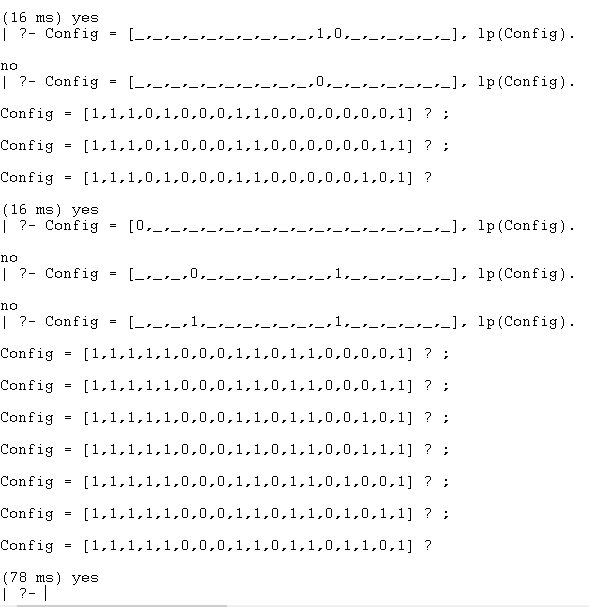 (16 ms) yes
| ?- Config = [_,_,_,_,_,_,_,_,_,_,1,0,_,_,_,_,_,_], lp(Config).
no
| ?- Config = [_,_,_,_,_,_,_,_,_,_,0,_,_,_,_,_,_,_], lp(Config).
Config = [1,1,1,0,1,0,0,0,1,1,0,0,0,0,0,0,0,1] ? ;
Config = [1,1,1,0,1,0,0,0,1,1,0,0,0,0,0,0,1,1] ? ;
Config = [1,1,1,0,1,0,0,0,1,1,0,0,0,0,0,1,0,1] ?
(16 ms) yes
| ?- Config = [0,_,_,_,_,_,_,_,_,_,_,_,_,_,_,_,_,_], lp(Config).
no
| ?- Config = [_,_,_,0,_,_,_,_,_,_,_,1,_,_,_,_,_,_], lp(Config).
no
| ?- Config = [_,_,_,1,_,_,_,_,_,_,_,1,_,_,_,_,_,_], lp(Config).
Config = [1,1,1,1,1,0,0,0,1,1,0,1,1,0,0,0,0,1] ? ;
Config = [1,1,1,1,1,0,0,0,1,1,0,1,1,0,0,0,1,1] ? ;
Config = [1,1,1,1,1,0,0,0,1,1,0,1,1,0,0,1,0,1] ? ;
Config = [1,1,1,1,1,0,0,0,1,1,0,1,1,0,0,1,1,1] ? ;
Config = [1,1,1,1,1,0,0,0,1,1,0,1,1,0,1,0,0,1] ? ;
Config = [1,1,1,1,1,0,0,0,1,1,0,1,1,0,1,0,1,1] ? ;
Config = [1,1,1,1,1,0,0,0,1,1,0,1,1,0,1,1,0,1] ?
(78 ms) yes
| ?-